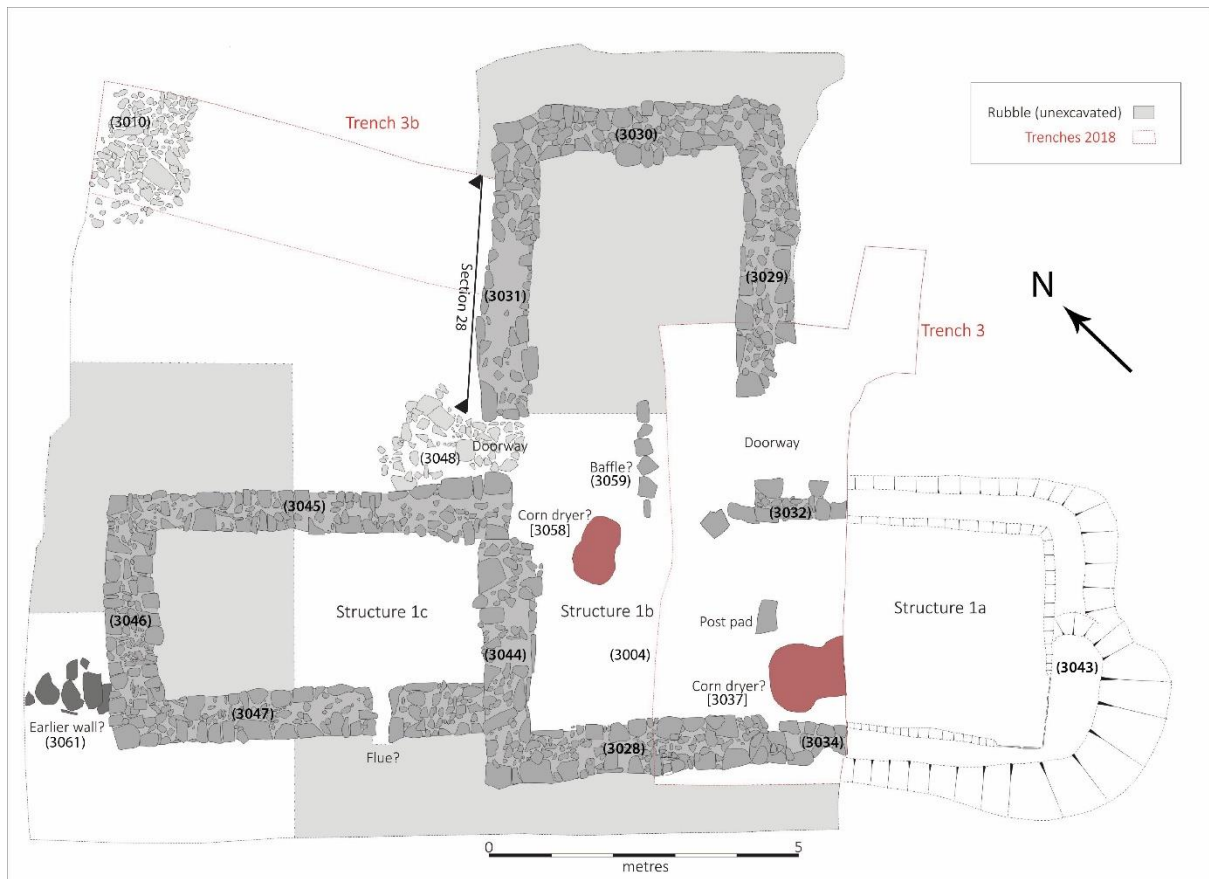 (3010)
Trench 3b
(3030)
Rubble (unexcavated)
Trenches 2018
Section 28
(3031)
(3029)
N
Trench 3
(3048)
Doorway
Doorway
Baffle?
(3059)
(3045)
Corn dryer?
[3058]
(3032)
(3046)
Structure 1c
(3044)
Structure 1b
(3004)
Post pad
Structure 1a
(3043)
Corn dryer?
[3037]
Earlier wall?
(3061)
(3047)
Flue?
(3028)
(3034)
0
5
metres